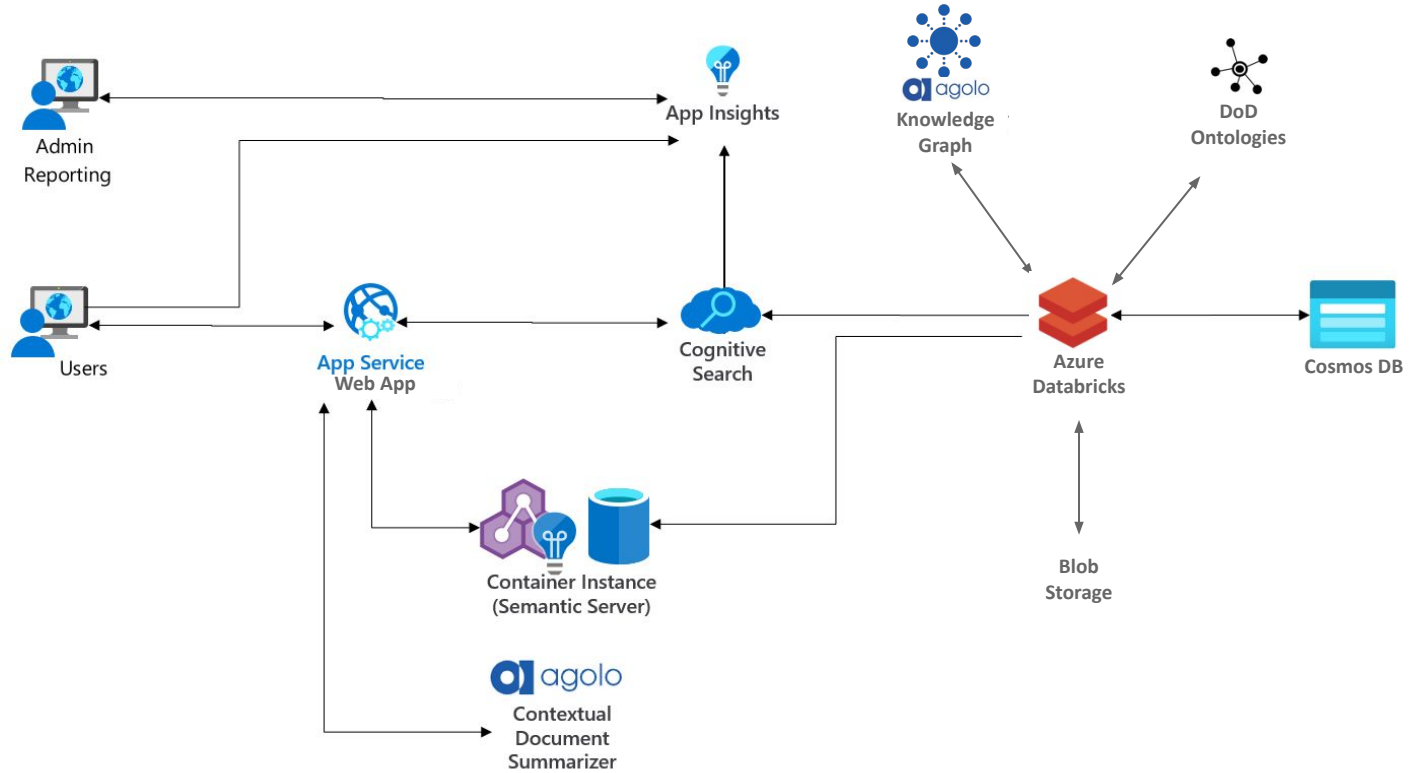 Admin
Reporting
App Insights
agolo
Knowledge
Graph
DoD
Ontologies
Users
App Service
Web App
Cognitive
Search
Azure
Databricks
Cosmos DB
Container Instance
(Semantic Server)
Blob
Storage
agolo
Contextual
Document
Summarizer